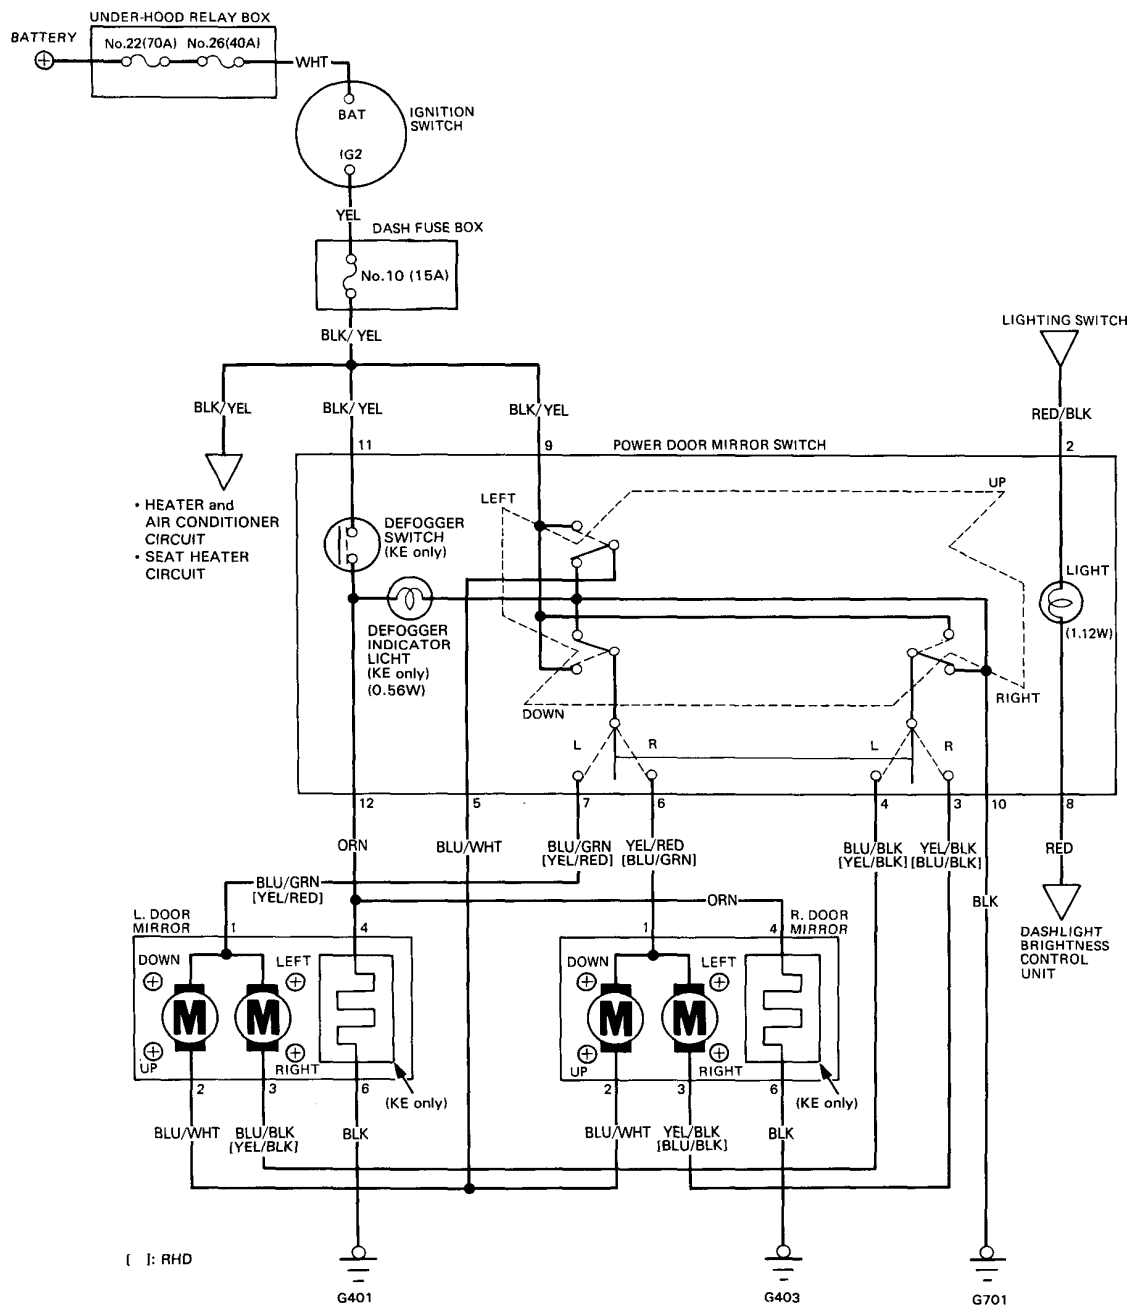 UNDER-HOOD RELAY BOX
BATTERY
No.22(70A) No.26(40A)
WHT
BAT
IGNITION
SWITCH
IG2
YEL
DASH FUSE BOX
No.10 (15A)
BLK/YEL
LIGHTING SWITCH
BLK/YEL
BLK/YEL
BLK/YEL
RED/BLK
11
9
POWER DOOR MIRROR SWITCH
2
• HEATER and
AIR CONDITIONER
CIRCUIT
• SEAT HEATER
CIRCUIT
DEFOGGER
SWITCH
(KE only)
LEFT
UP
LIGHT
(1.12W)
DEFOGGER
INDICATOR
LICHT
(KE only)
(0.56W)
DOWN
RIGHT
L
R
L
R
12
5
7
6
4
3
10
8
ORN
BLU/WHT
BLU/GRN
[YEL/RED]
YEL/RED
[BLU/GRN]
BLU/BLK
[YEL/BLK]
YEL/BLK
[BLU/BLK]
RED
BLU/GRN
[YEL/RED]
ORN
BLK
L. DOOR
MIRROR
1
4
1
4
R. DOOR
MIRROR
DASHLIGHT
BRIGHTNESS
CONTROL
UNIT
DOWN
LEFT
M
M
UP
RIGHT
DOWN
LEFT
M
M
UP
RIGHT
2
3
6
(KE only)
2
3
6
(KE only)
BLU/WHT
BLU/BLK
[YEL/BLK]
BLK
BLU/WHT
YEL/BLK
[BLU/BLK]
BLK
[ ]: RHD
G401
G403
G701